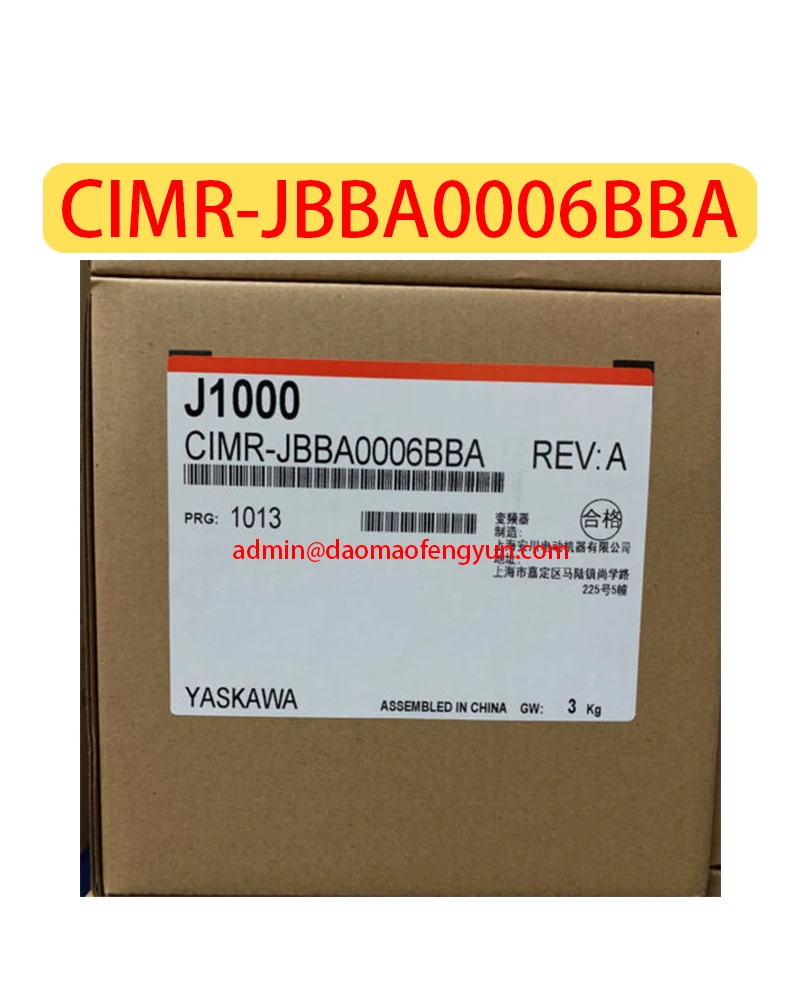 CIMR-JBBA0006BBA
J1000
CIMR-JBBA0006BBA REV: A
PRG: 1013
变频器
合格
制造:
上海安川电动机器有限公司
admin@daomaofengyun.com
地址:
上海市嘉定区马陆镇尚学路
225号5幢
YASKAWA
ASSEMBLED IN CHINA GW: 3 Kg